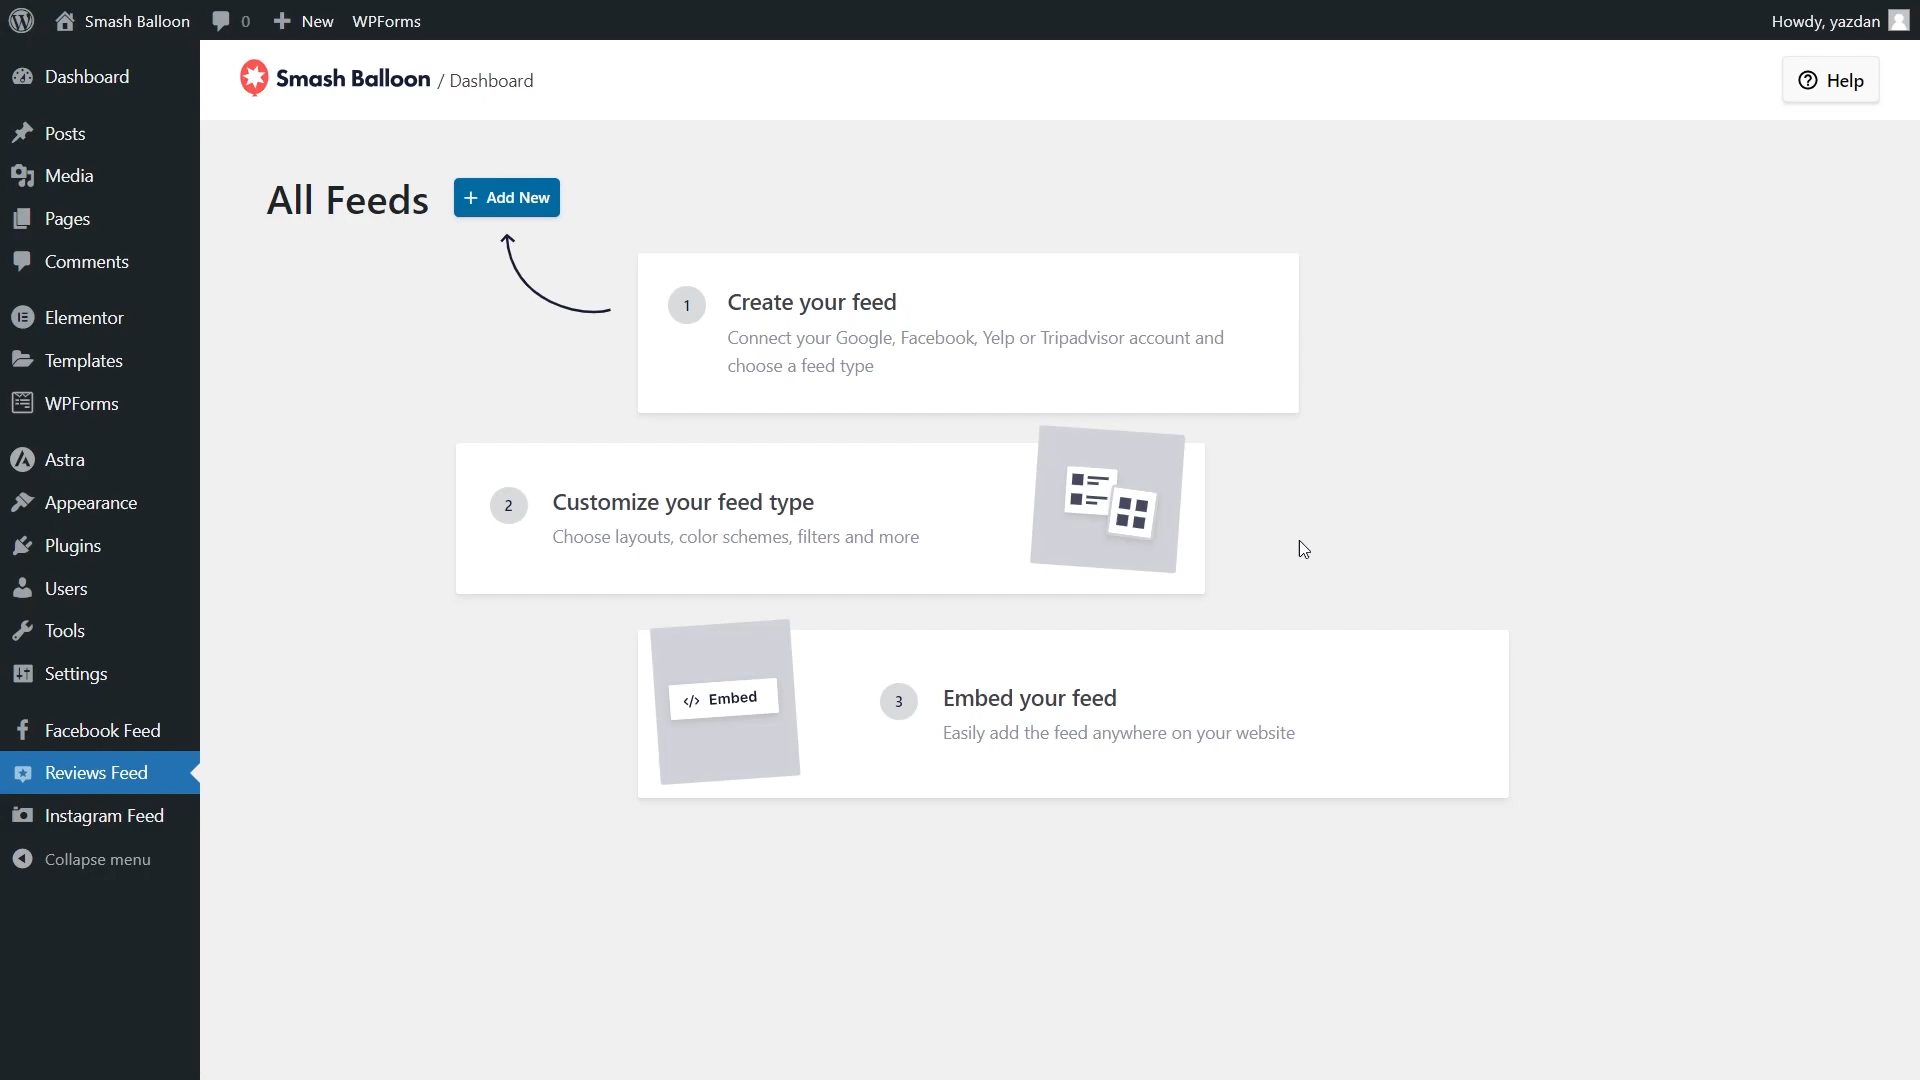 Smash Balloon
0
New
WPForms
Howdy, yazdan
Dashboard
Posts
Media
Pages
Comments
Elementor
Templates
WPForms
Astra
Appearance
Plugins
Users
Tools
Settings
Facebook Feed
Reviews Feed
Instagram Feed
Collapse menu
Smash Balloon / Dashboard
Help
All Feeds
+ Add New
1
Create your feed
Connect your Google, Facebook, Yelp or Tripadvisor account and
choose a feed type
2
Customize your feed type
Choose layouts, color schemes, filters and more
</> Embed
3
Embed your feed
Easily add the feed anywhere on your website